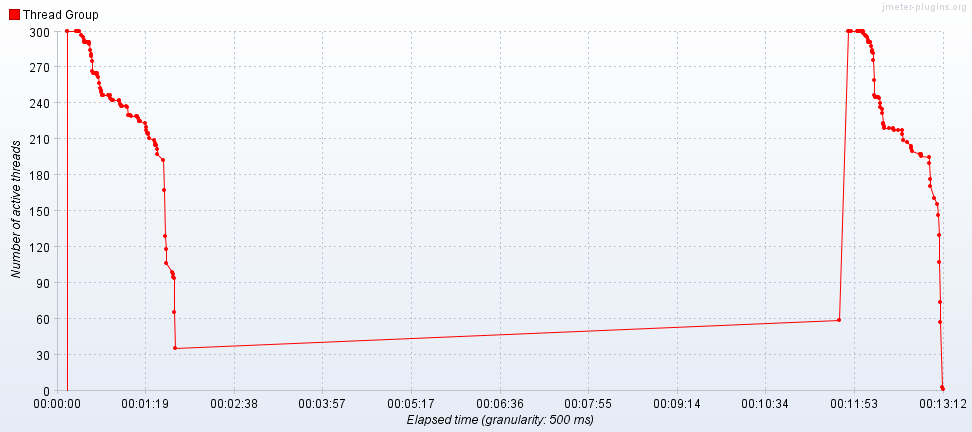 Thread Group
jmeter-plugins.org
300
270
240
210
180
150
120
90
60
30
0
Number of active threads
00:00:00 00:01:19 00:02:38 00:03:57 00:05:17 00:06:36 00:07:55 00:09:14 00:10:34 00:11:53 00:13:12
Elapsed time (granularity: 500 ms)